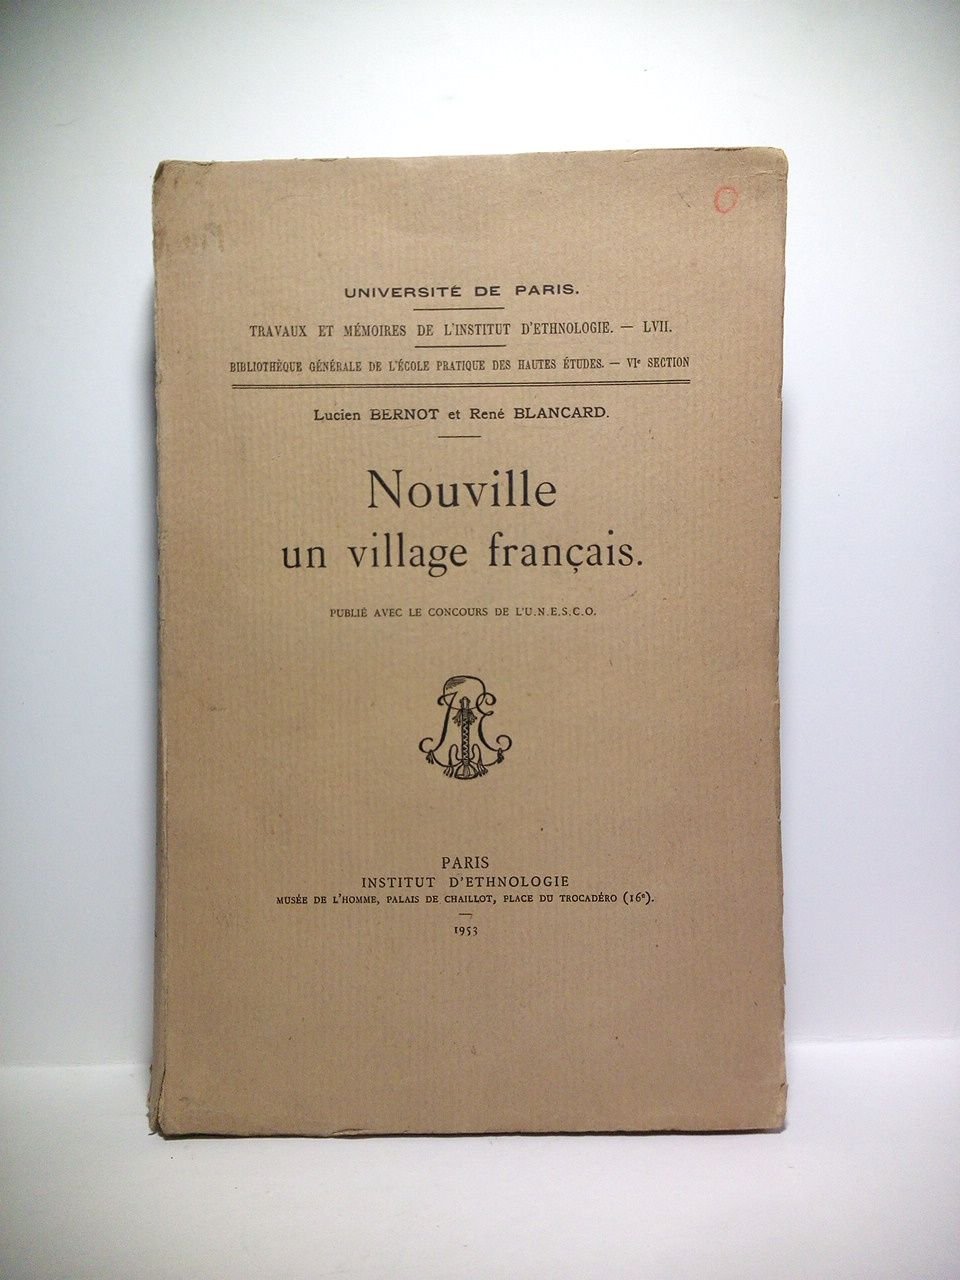 UNIVERSITÉ DE PARIS.
TRAVAUX ET MÉMOIRES DE L'INSTITUT D'ETHNOLOGIE. — LVII.
BIBLIOTHÈQUE GÉNÉRALE DE L'ÉCOLE PRATIQUE DES HAUTES ÉTUDES. — VIe SECTION
Lucien BERNOT et René BLANCARD.
Nouville
un village français.
PUBLIÉ AVEC LE CONCOURS DE L'U.N.E.S.C.O.
PARIS
INSTITUT D'ETHNOLOGIE
MUSÉE DE L'HOMME, PALAIS DE CHAILLOT, PLACE DU TROCADÉRO (16e).
1953